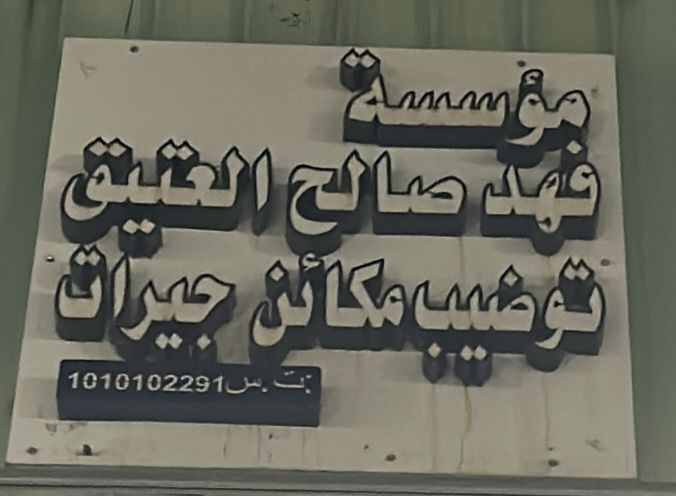 مؤسسة
فهد صالح العتيق
توضيب مكائن جيرات
ت.س.1010102291: